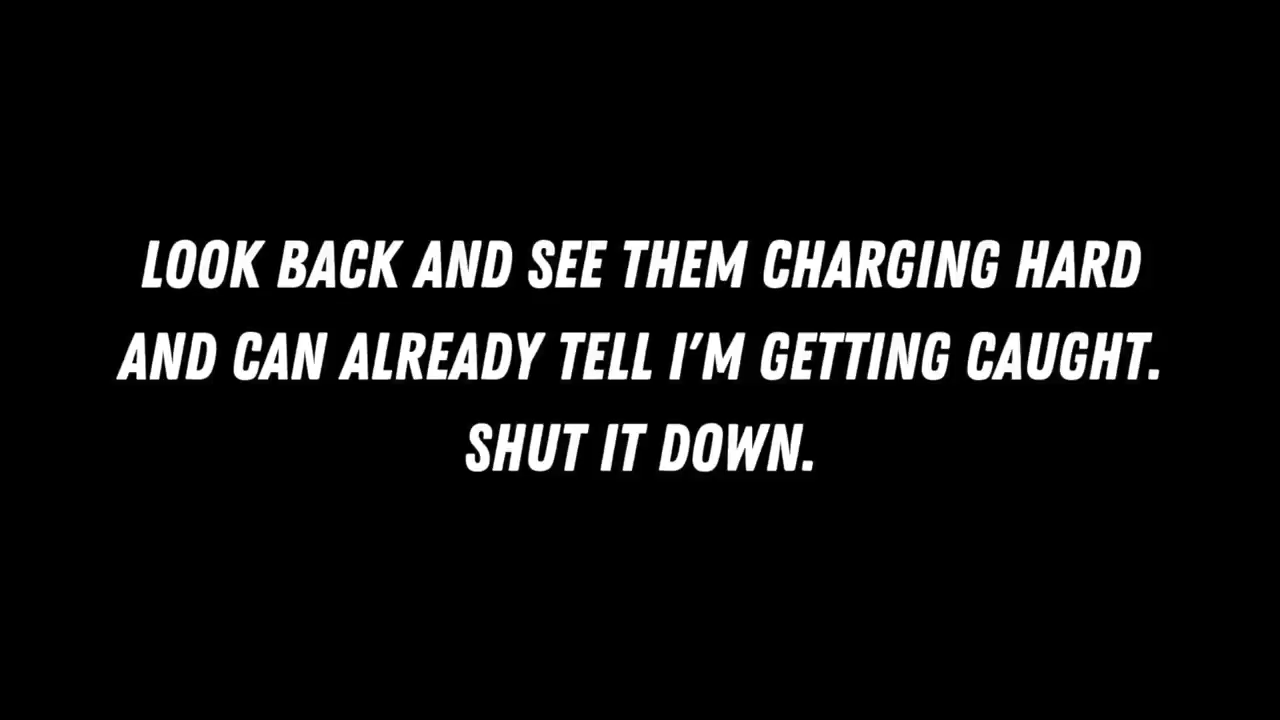 LOOK BACK AND SEE THEM CHARGING HARD
AND CAN ALREADY TELL I'M GETTING CAUGHT.
SHUT IT DOWN.